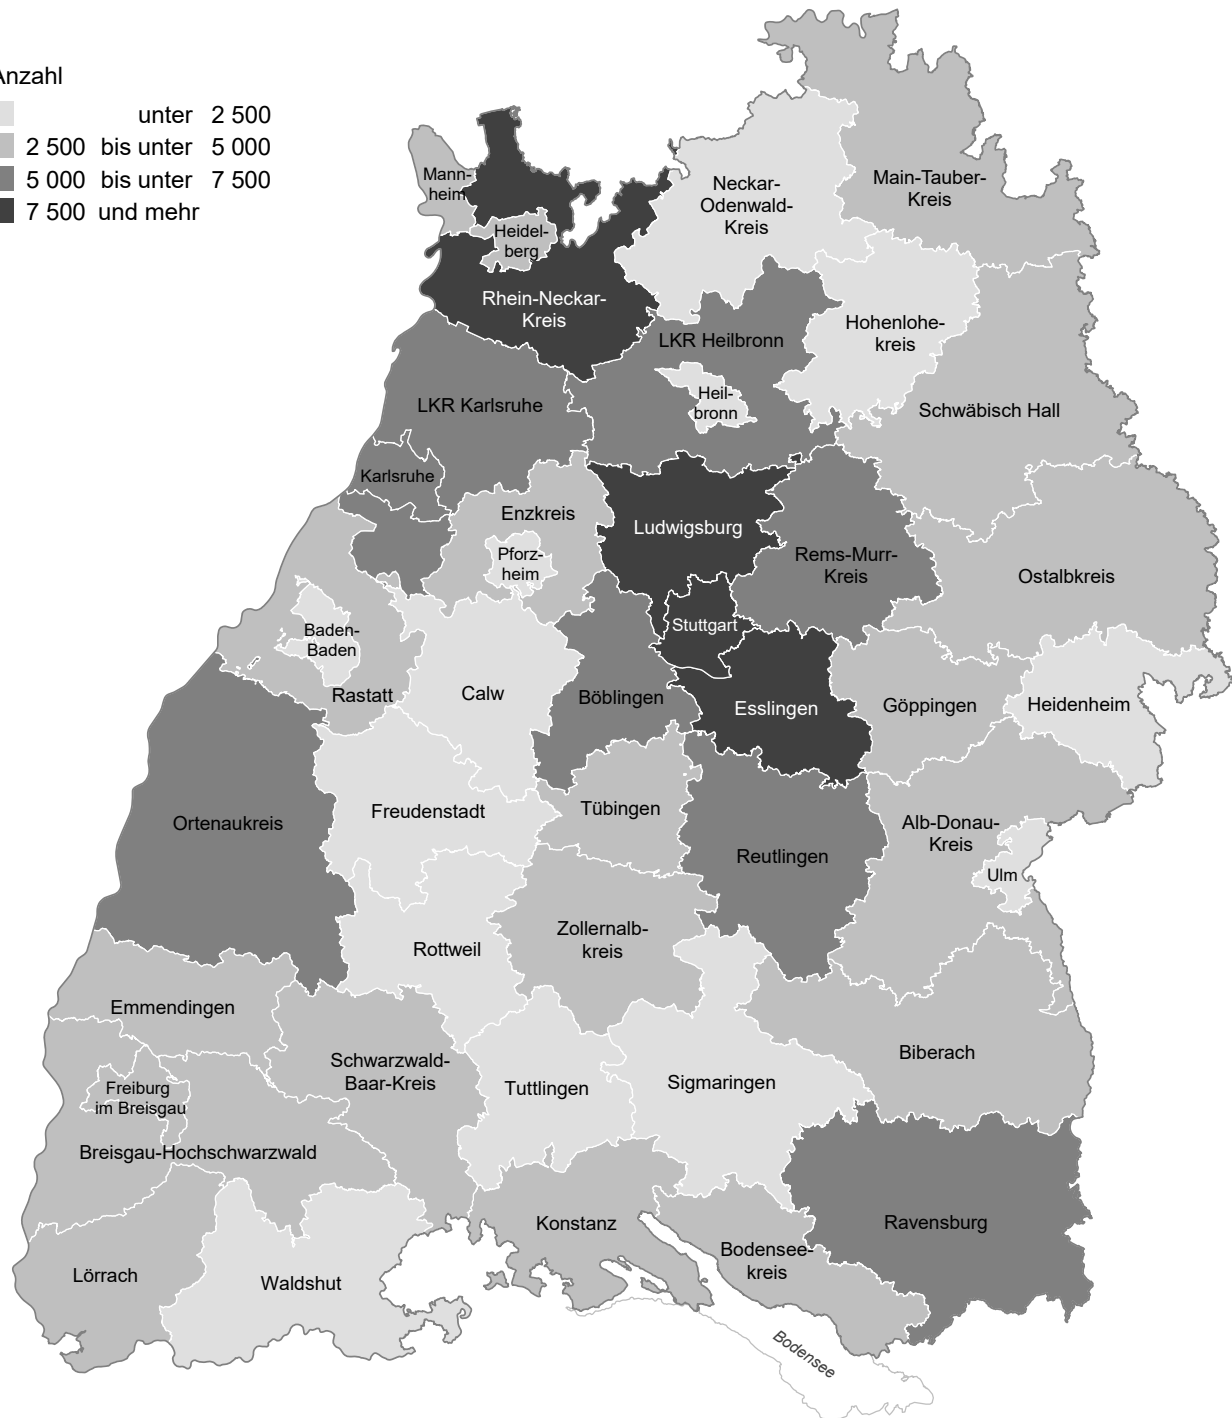 Anzahl
unter 2 500
2 500 bis unter 5 000
5 000 bis unter 7 500
7 500 und mehr
Mann-
heim
Heidel-
berg
Rhein-Neckar-
Kreis
Neckar-
Odenwald-
Kreis
Main-Tauber-
Kreis
LKR Heilbronn
Hohenlohe-
kreis
Heil-
bronn
Schwäbisch Hall
LKR Karlsruhe
Karlsruhe
Enzkreis
Pforz-
heim
Ludwigsburg
Rems-Murr-
Kreis
Ostalbkreis
Stuttgart
Baden-
Baden
Rastatt
Calw
Böblingen
Esslingen
Göppingen
Heidenheim
Ortenaukreis
Freudenstadt
Tübingen
Reutlingen
Alb-Donau-
Kreis
Ulm
Rottweil
Zollernalb-
kreis
Emmendingen
Schwarzwald-
Baar-Kreis
Tuttlingen
Sigmaringen
Biberach
Freiburg
im Breisgau
Breisgau-Hochschwarzwald
Lörrach
Waldshut
Konstanz
Bodensee-
kreis
Ravensburg
Bodensee